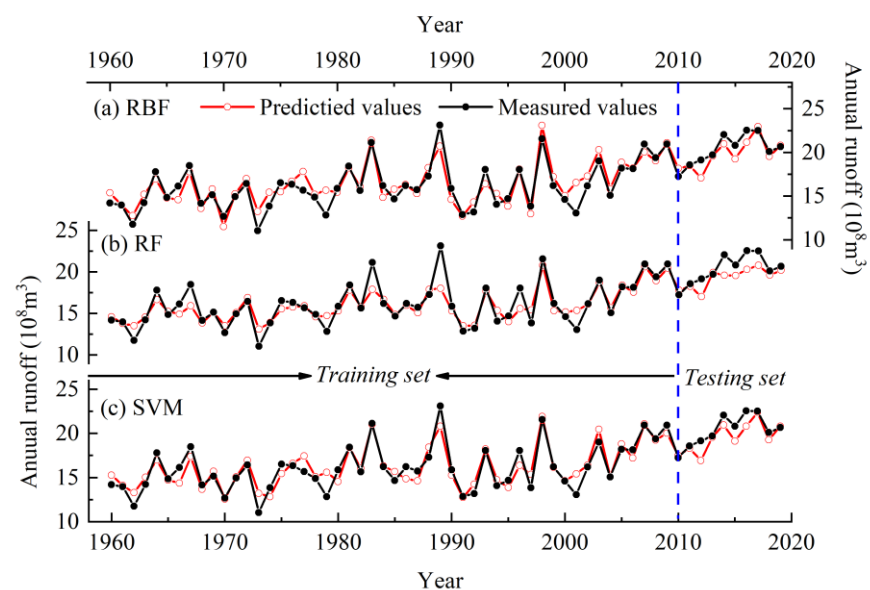 Year
1960 1970 1980 1990 2000 2010 2020
(a) RBF Predictied values Measured values
25
20
15
10
Anuual runoff (10⁸m³)
(b) RF
25
20
15
10
Training set Testing set
(c) SVM
25
20
15
10
Anuual runoff (10⁸m³)
1960 1970 1980 1990 2000 2010 2020
Year